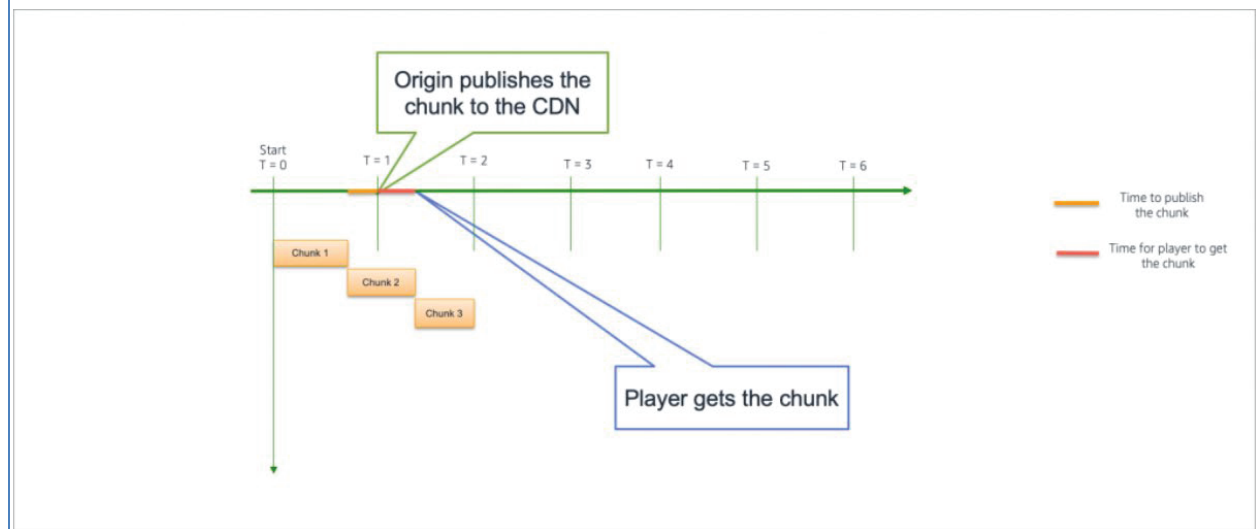 Origin publishes the
chunk to the CDN
Start
T = 0
T = 1
T = 2
T = 3
T = 4
T = 5
T = 6
Time to publish
the chunk
Time for player to get
the chunk
Chunk 1
Chunk 2
Chunk 3
Player gets the chunk